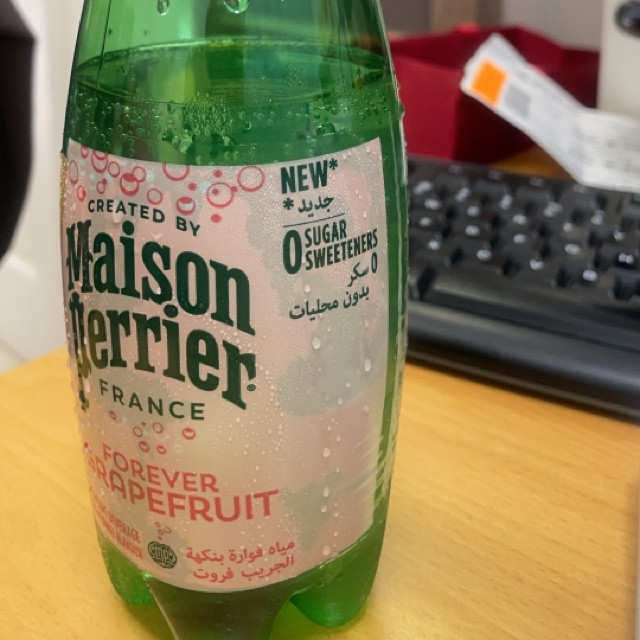 NEW*
جديد*
CREATED BY
Maison
Perrier
FRANCE
0 SUGAR
SWEETENERS
0 سكر
بدون محليات
FOREVER
GRAPEFRUIT
BEVERAGE
مياه فوارة بنكهة
الجريب فروت